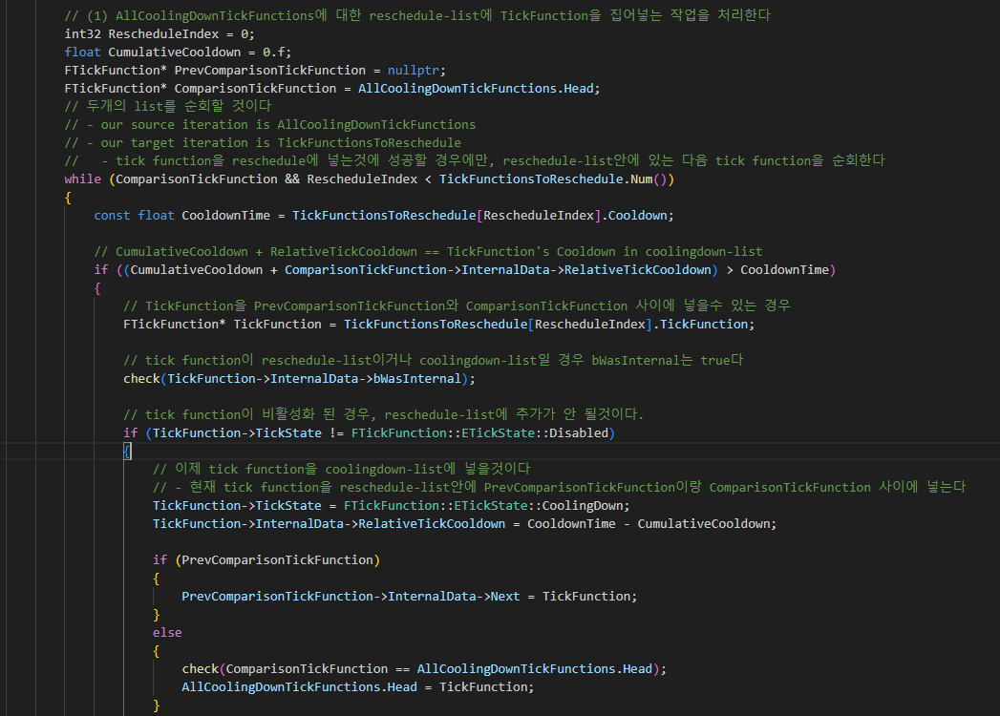 // (1) AllCoolingDownTickFunctions에 대한 reschedule-list에 TickFunction을 집어넣는 작업을 처리한다
int32 RescheduleIndex = 0;
float CumulativeCooldown = 0.f;
FTickFunction* PrevComparisonTickFunction = nullptr;
FTickFunction* ComparisonTickFunction = AllCoolingDownTickFunctions.Head;
// 두개의 list를 순회할 것이다
// - our source iteration is AllCoolingDownTickFunctions
// - our target iteration is TickFunctionsToReschedule
//   - tick function을 reschedule에 넣는것에 성공할 경우에만, reschedule-list안에 있는 다음 tick function을 순회한다
while (ComparisonTickFunction && RescheduleIndex < TickFunctionsToReschedule.Num())
{
    const float CooldownTime = TickFunctionsToReschedule[RescheduleIndex].Cooldown;

    // CumulativeCooldown + RelativeTickCooldown == TickFunction's Cooldown in coolingdown-list
    if ((CumulativeCooldown + ComparisonTickFunction->InternalData->RelativeTickCooldown) > CooldownTime)
    {
        // TickFunction을 PrevComparisonTickFunction와 ComparisonTickFunction 사이에 넣을수 있는 경우
        FTickFunction* TickFunction = TickFunctionsToReschedule[RescheduleIndex].TickFunction;

        // tick function이 reschedule-list이거나 coolingdown-list일 경우 bWasInternal는 true다
        check(TickFunction->InternalData->bWasInternal);

        // tick function이 비활성화 된 경우, reschedule-list에 추가가 안 될것이다.
        if (TickFunction->TickState != FTickFunction::ETickState::Disabled)
        {
            // 이제 tick function을 coolingdown-list에 넣을것이다
            // - 현재 tick function을 reschedule-list안에 PrevComparisonTickFunction이랑 ComparisonTickFunction 사이에 넣는다
            TickFunction->TickState = FTickFunction::ETickState::CoolingDown;
            TickFunction->InternalData->RelativeTickCooldown = CooldownTime - CumulativeCooldown;

            if (PrevComparisonTickFunction)
            {
                PrevComparisonTickFunction->InternalData->Next = TickFunction;
            }
            else
            {
                check(ComparisonTickFunction == AllCoolingDownTickFunctions.Head);
                AllCoolingDownTickFunctions.Head = TickFunction;
            }